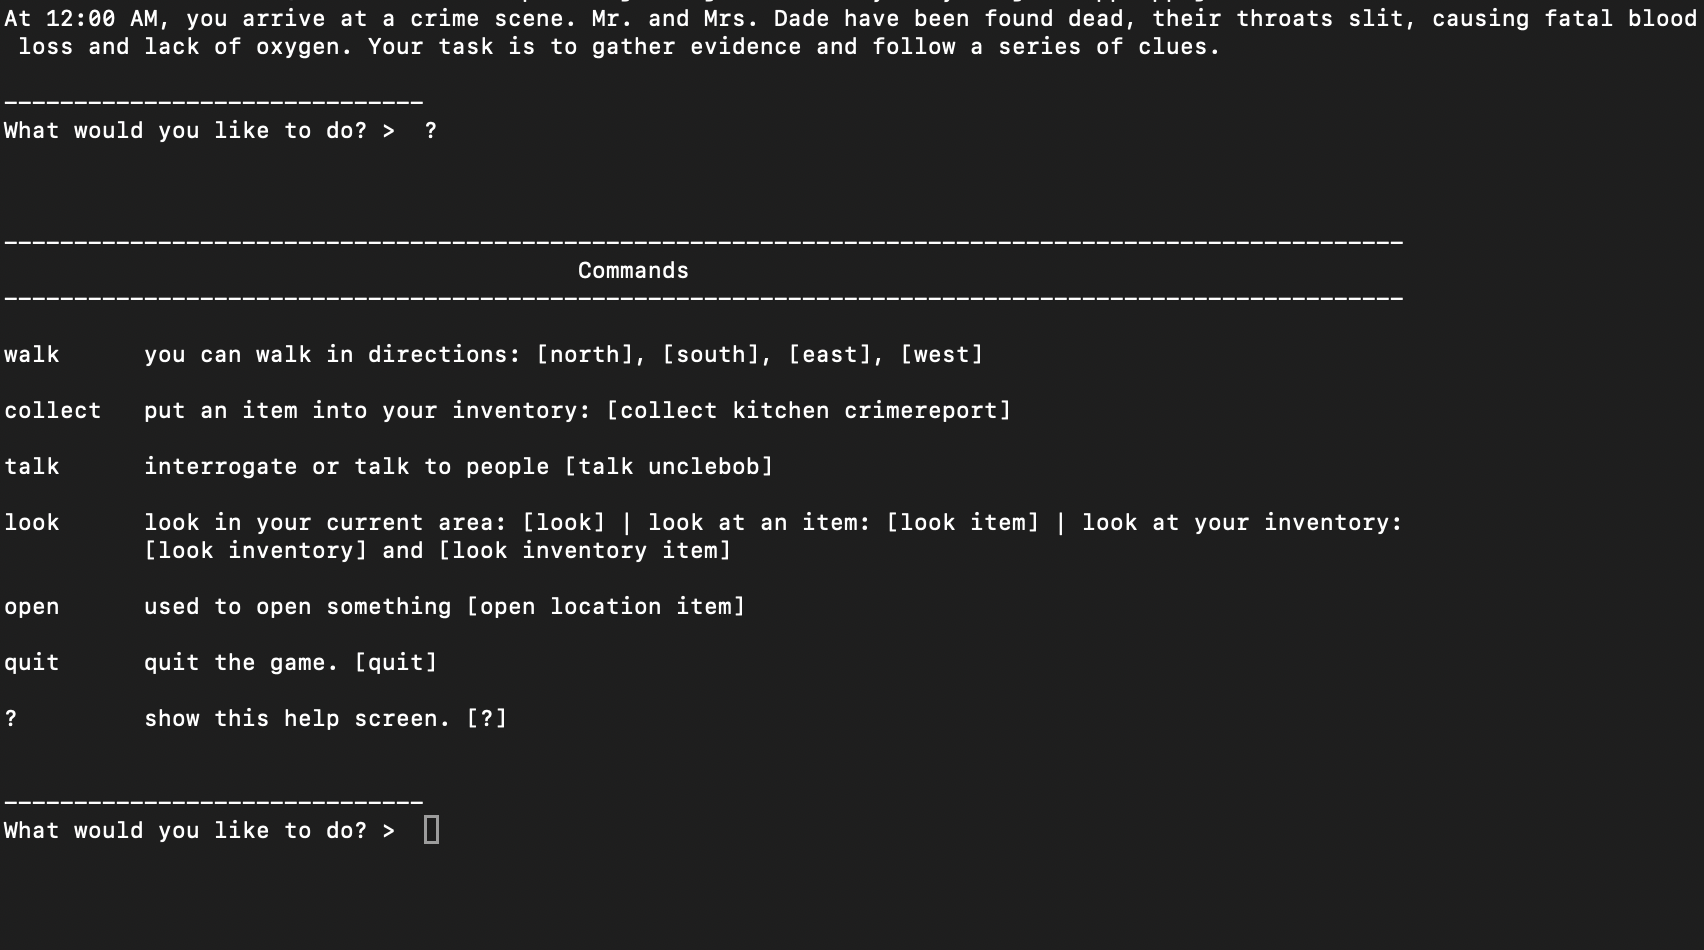 At 12:00 AM, you arrive at a crime scene. Mr. and Mrs. Dade have been found dead, their throats slit, causing fatal blood
loss and lack of oxygen. Your task is to gather evidence and follow a series of clues.
______________________________
What would you like to do? > ?
____________________________________________________________________________________________________
Commands
____________________________________________________________________________________________________
walk you can walk in directions: [north], [south], [east], [west]
collect put an item into your inventory: [collect kitchen crimereport]
talk interrogate or talk to people [talk unclebob]
look look in your current area: [look] | look at an item: [look item] | look at your inventory:
[look inventory] and [look inventory item]
open used to open something [open location item]
quit quit the game. [quit]
? show this help screen. [?]
______________________________
What would you like to do? >